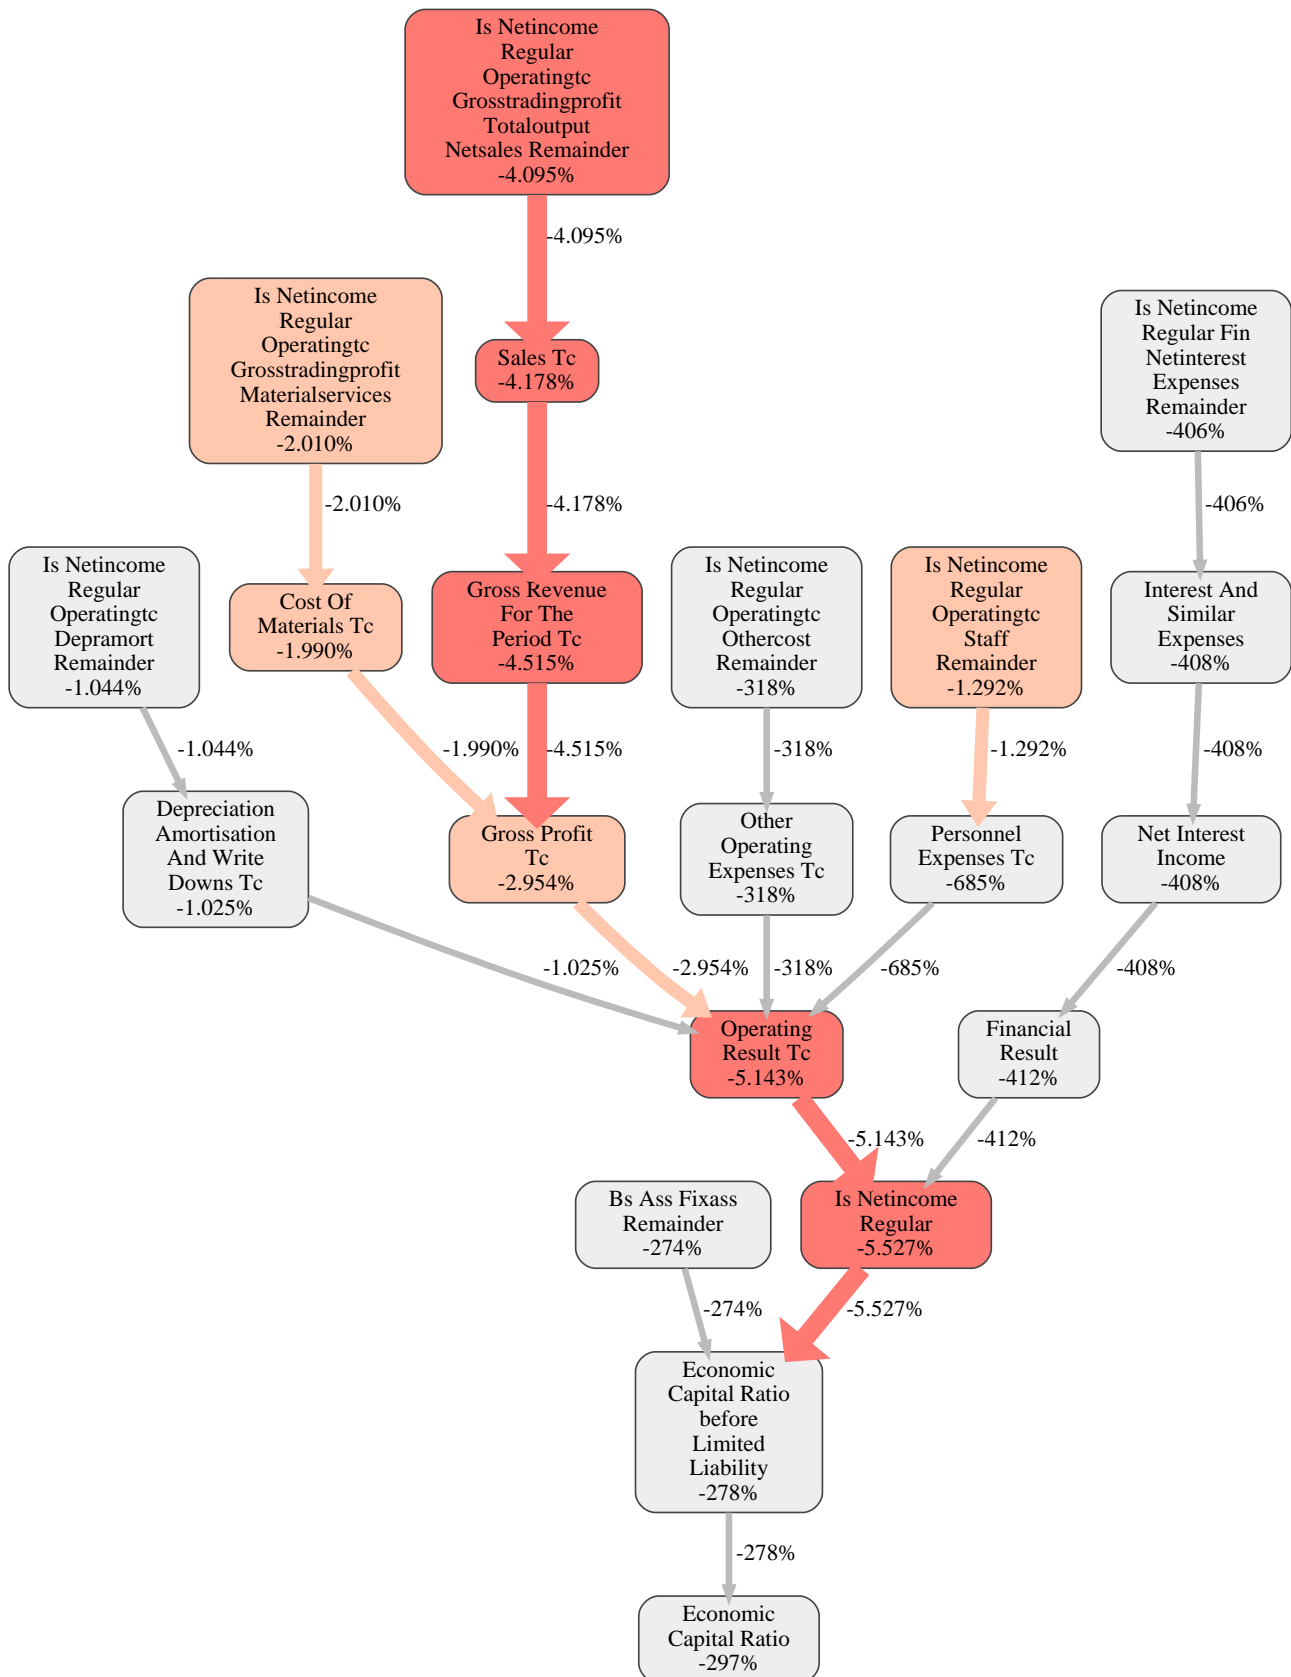 Is Netincome
Regular
Operatingtc
Grosstradingprofit
Totaloutput
Netsales Remainder
-4.095%
-4.095%
Is Netincome
Regular
Operatingtc
Grosstradingprofit
Materialservices
Remainder
-2.010%
Is Netincome
Regular Fin
Netinterest
Expenses
Remainder
-406%
Sales Tc
-4.178%
-2.010%
-4.178%
-406%
Is Netincome
Regular
Operatingtc
Depramort
Remainder
-1.044%
Cost Of
Materials Tc
-1.990%
Gross Revenue
For The
Period Tc
-4.515%
Is Netincome
Regular
Operatingtc
Othercost
Remainder
-318%
Is Netincome
Regular
Operatingtc
Staff
Remainder
-1.292%
Interest And
Similar
Expenses
-408%
-1.044%
-1.990%
-4.515%
-318%
-1.292%
-408%
Depreciation
Amortisation
And Write
Downs Tc
-1.025%
Gross Profit
Tc
-2.954%
Other
Operating
Expenses Tc
-318%
Personnel
Expenses Tc
-685%
Net Interest
Income
-408%
-1.025%
-2.954%
-318%
-685%
-408%
Operating
Result Tc
-5.143%
Financial
Result
-412%
-5.143%
-412%
Bs Ass Fixass
Remainder
-274%
Is Netincome
Regular
-5.527%
-274%
-5.527%
Economic
Capital Ratio
before
Limited
Liability
-278%
-278%
Economic
Capital Ratio
-297%